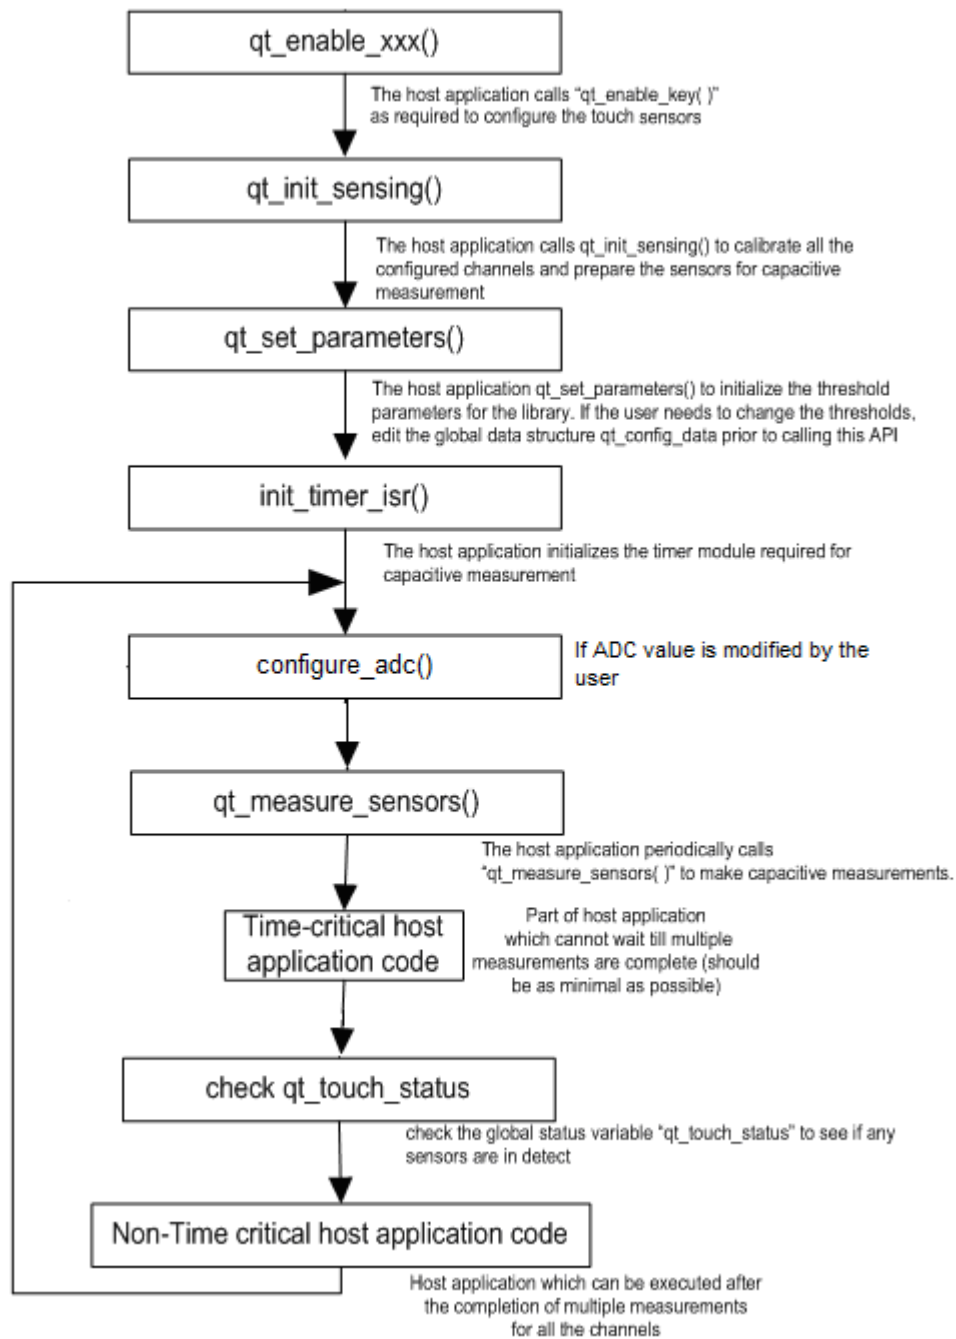 qt_enable_xxx()
The host application calls “qt_enable_key( )”
as required to configure the touch sensors
qt_init_sensing()
The host application calls qt_init_sensing() to calibrate all the
configured channels and prepare the sensors for capacitive
measurement
qt_set_parameters()
The host application qt_set_parameters() to initialize the threshold
parameters for the library. If the user needs to change the thresholds,
edit the global data structure qt_config_data prior to calling this API
init_timer_isr()
The host application initializes the timer module required for
capacitive measurement
configure_adc()
If ADC value is modified by the
user
qt_measure_sensors()
The host application periodically calls
“qt_measure_sensors( )” to make capacitive measurements.
Time-critical host
application code
Part of host application
which cannot wait till multiple
measurements are complete (should
be as minimal as possible)
check qt_touch_status
check the global status variable “qt_touch_status” to see if any
sensors are in detect
Non-Time critical host application code
Host application which can be executed after
the completion of multiple measurements
for all the channels